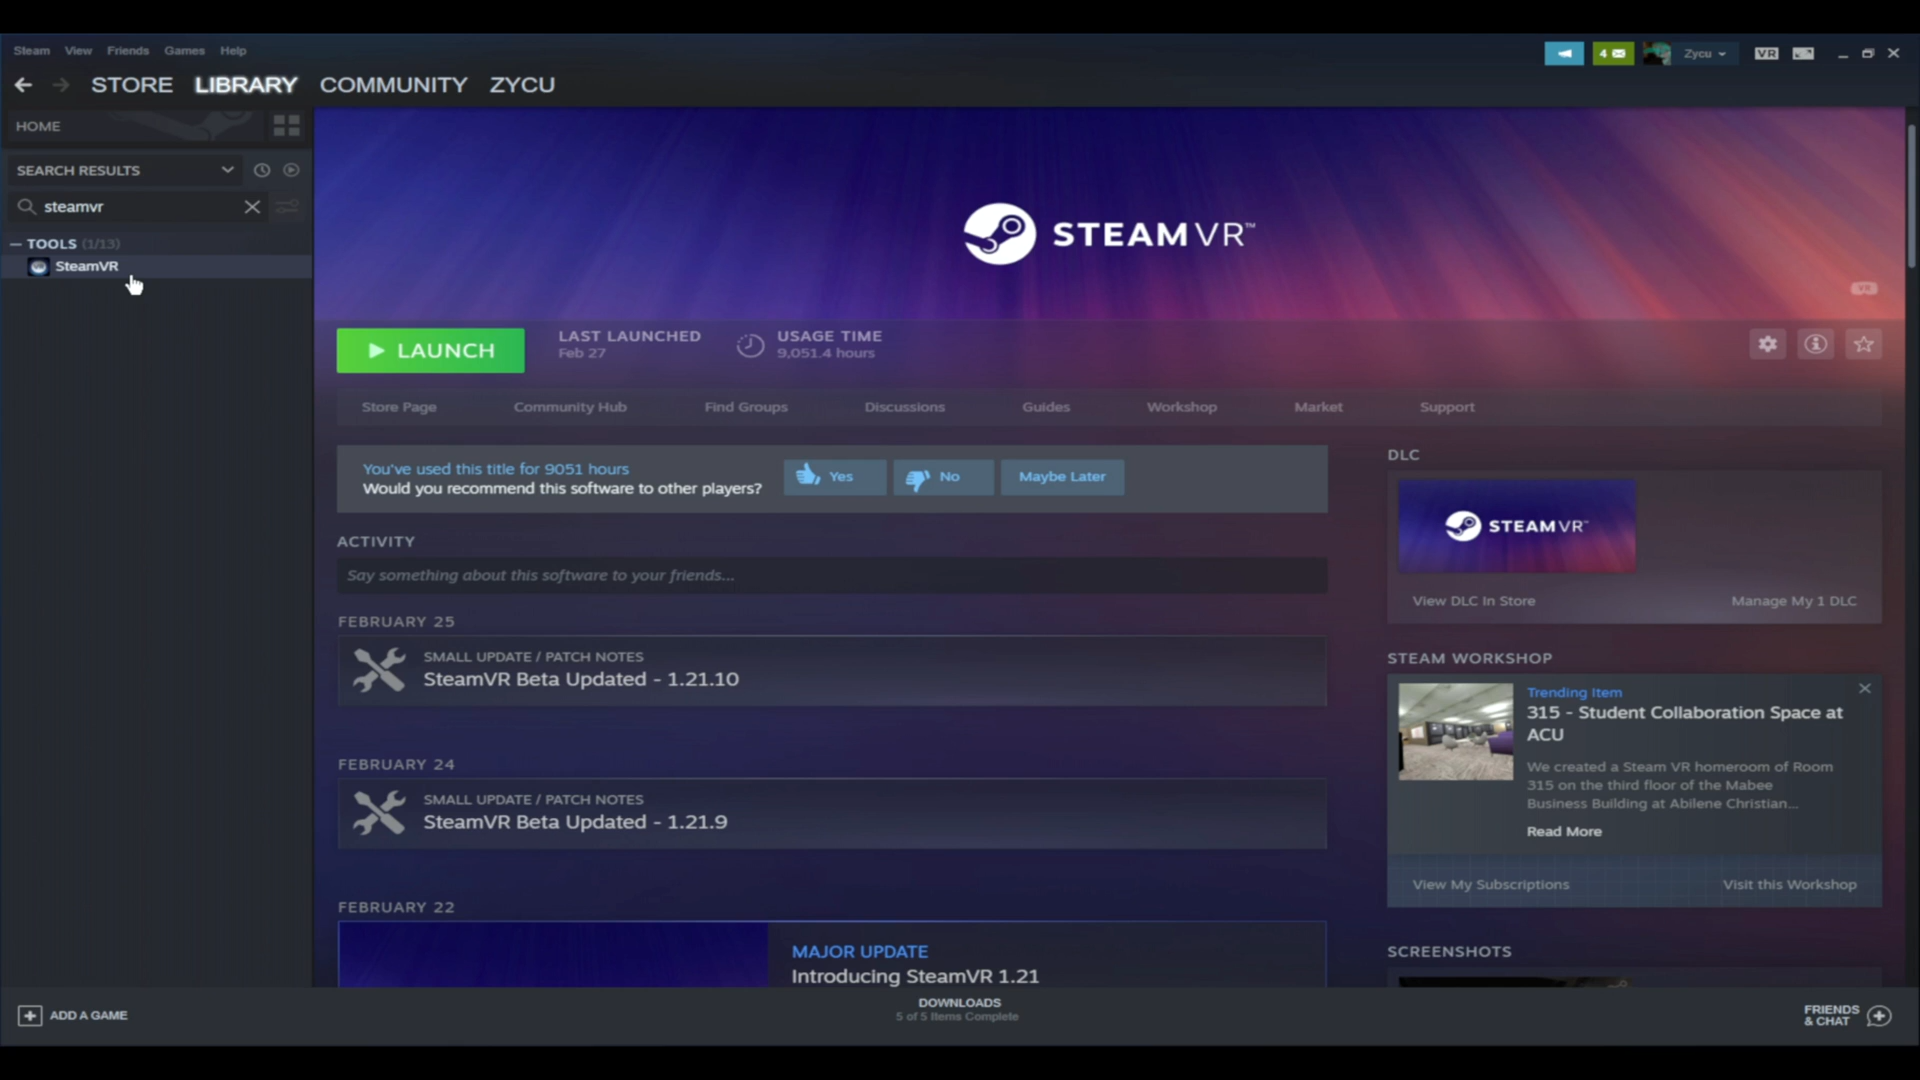 Steam View Friends Games Help
4 Zycu VR
STORE LIBRARY COMMUNITY ZYCU
HOME
SEARCH RESULTS
steamvr
TOOLS (1/13)
SteamVR
STEAMVR™
VR
LAUNCH
LAST LAUNCHED
Feb 27
USAGE TIME
9,051.4 hours
Store Page Community Hub Find Groups Discussions Guides Workshop Market Support
You've used this title for 9051 hours
Would you recommend this software to other players?
Yes No Maybe Later
ACTIVITY
Say something about this software to your friends...
FEBRUARY 25
SMALL UPDATE / PATCH NOTES
SteamVR Beta Updated - 1.21.10
FEBRUARY 24
SMALL UPDATE / PATCH NOTES
SteamVR Beta Updated - 1.21.9
FEBRUARY 22
MAJOR UPDATE
Introducing SteamVR 1.21
DLC
STEAMVR™
View DLC In Store Manage My 1 DLC
STEAM WORKSHOP
Trending Item
315 - Student Collaboration Space at
ACU
We created a Steam VR homeroom of Room
315 on the third floor of the Mabee
Business Building at Abilene Christian...
Read More
View My Subscriptions Visit this Workshop
SCREENSHOTS
ADD A GAME
DOWNLOADS
5 of 5 Items Complete
FRIENDS
& CHAT